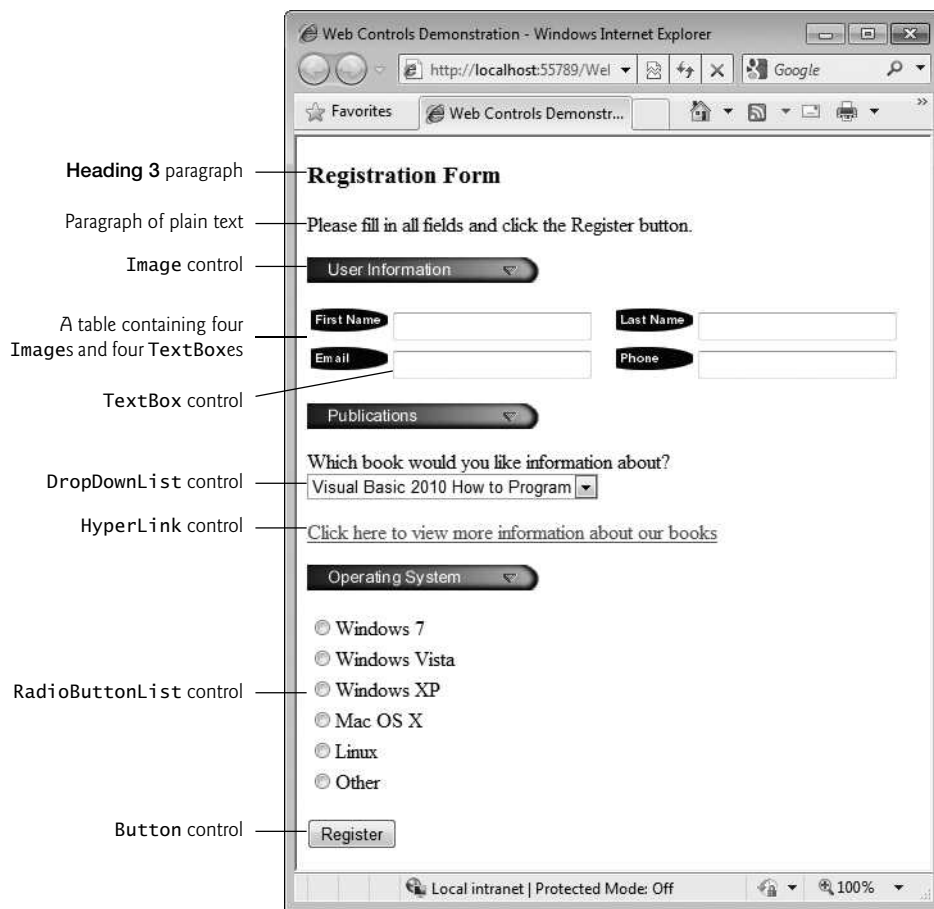 Web Controls Demonstration - Windows Internet Explorer
http://localhost:55789/Wel
Google
Favorites
Web Controls Demonstr...
»
Heading 3 paragraph
Registration Form
Paragraph of plain text
Please fill in all fields and click the Register button.
Image control
User Information
A table containing four
Images and four TextBoxes
First Name
Last Name
Email
Phone
TextBox control
Publications
Which book would you like information about?
DropDownList control
Visual Basic 2010 How to Program
HyperLink control
Click here to view more information about our books
Operating System
Windows 7
Windows Vista
RadioButtonList control
Windows XP
Mac OS X
Linux
Other
Button control
Register
Local intranet | Protected Mode: Off
100%